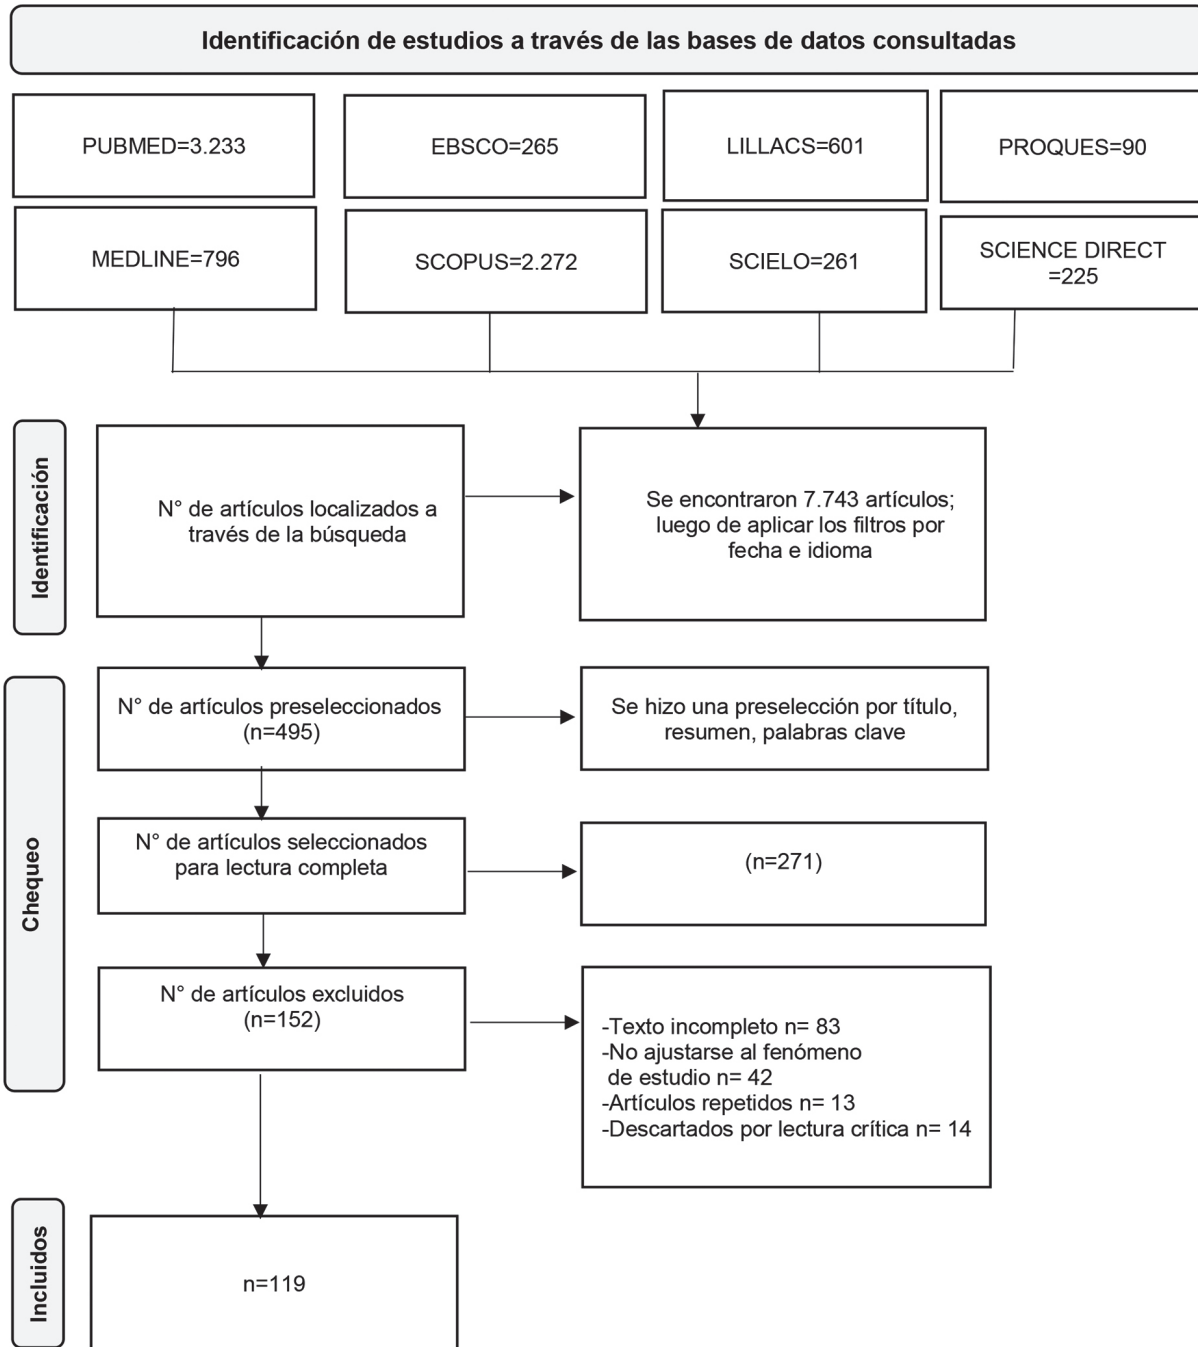 Identificación de estudios a través de las bases de datos consultadas
PUBMED=3.233
EBSCO=265
LILLACS=601
PROQUES=90
MEDLINE=796
SCOPUS=2.272
SCIELO=261
SCIENCE DIRECT
=225
Identificación
N° de artículos localizados a
través de la búsqueda
Se encontraron 7.743 artículos;
luego de aplicar los filtros por
fecha e idioma
Chequeo
N° de artículos preseleccionados
(n=495)
Se hizo una preselección por título,
resumen, palabras clave
N° de artículos seleccionados
para lectura completa
(n=271)
N° de artículos excluidos
(n=152)
-Texto incompleto n= 83
-No ajustarse al fenómeno
de estudio n= 42
-Artículos repetidos n= 13
-Descartados por lectura crítica n= 14
Incluidos
n=119